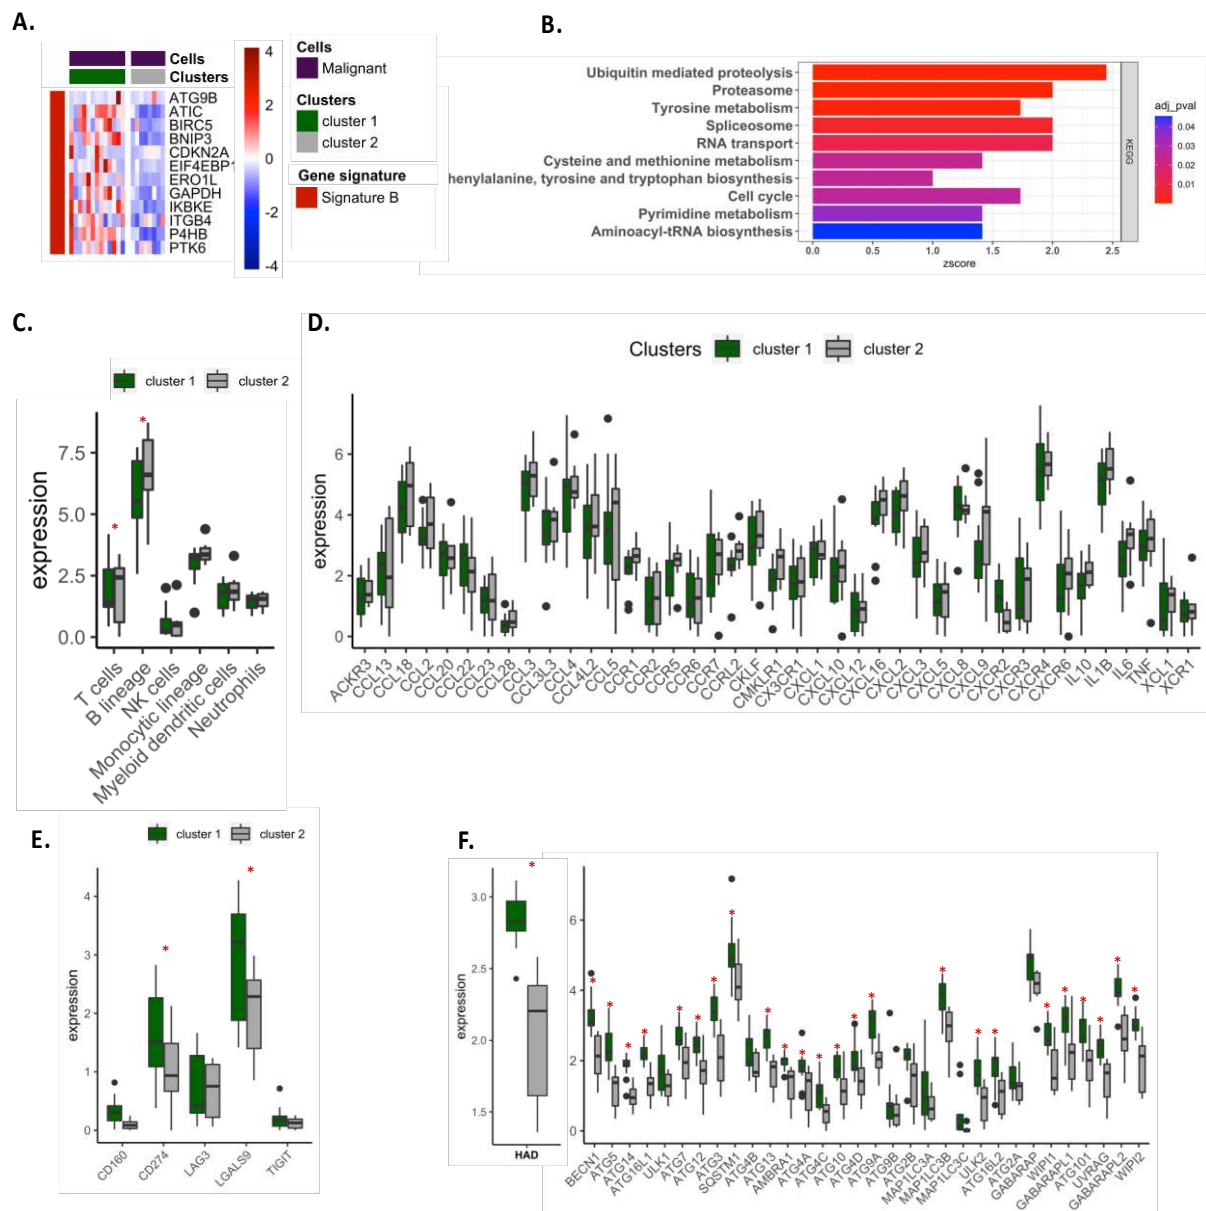 A.
Cells
Clusters
ATG9B
ATIC
BIRC5
BNIP3
CDKN2A
EIF4EBP1
ERO1L
GAPDH
IKBKE
ITGB4
P4HB
PTK6
4
2
0
-2
-4
Cells
Malignant
Clusters
cluster 1
cluster 2
Gene signature
Signature B
B.
Ubiquitin mediated proteolysis
Proteasome
Tyrosine metabolism
Spliceosome
RNA transport
Cysteine and methionine metabolism
henylalanine, tyrosine and tryptophan biosynthesis
Cell cycle
Pyrimidine metabolism
Aminoacyl-tRNA biosynthesis
0.0 0.5 1.0 1.5 2.0 2.5
zscore
KEGG
adj_pval
0.04
0.03
0.02
0.01
C.
cluster 1 cluster 2
expression
7.5
5.0
2.5
0.0
* *
T cells
B lineage
NK cells
Monocytic lineage
Myeloid dendritic cells
Neutrophils
D.
Clusters cluster 1 cluster 2
expression
6
4
2
0
ACKR3
CCL13
CCL18
CCL2
CCL20
CCL22
CCL23
CCL28
CCL3
CCL3L3
CCL4
CCL4L2
CCL5
CCR1
CCR2
CCR5
CCR6
CCR7
CCRL2
CKLF
CMKLR1
CX3CR1
CXCL1
CXCL10
CXCL12
CXCL16
CXCL2
CXCL3
CXCL5
CXCL8
CXCL9
CXCR2
CXCR3
CXCR4
CXCR6
IL10
IL1B
IL6
TNF
XCL1
XCR1
E.
cluster 1 cluster 2
expression
4
3
2
1
0
* *
CD160
CD274
LAG3
LGALS9
TIGIT
F.
expression
3.0
2.5
2.0
1.5
*
HAD
expression
6
4
2
0
* * * * * * * * * * * * * * * * * * * * * * * *
BECN1
ATG5
ATG14
ATG16L1
ULK1
ATG7
ATG12
ATG3
SQSTM1
ATG4B
ATG13
AMBRA1
ATG4A
ATG4C
ATG10
ATG4D
ATG9A
ATG9B
ATG2B
MAP1LC3A
MAP1LC3B
MAP1LC3C
ULK2
ATG16L2
ATG2A
GABARAP
WIPI1
GABARAPL1
ATG101
UVRAG
GABARAPL2
WIPI2